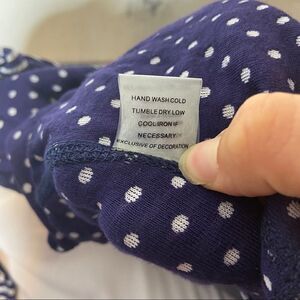 HAND WASH COLD
TUMBLE DRY LOW
COOL IRON IF
NECESSARY
EXCLUSIVE OF DECORATION